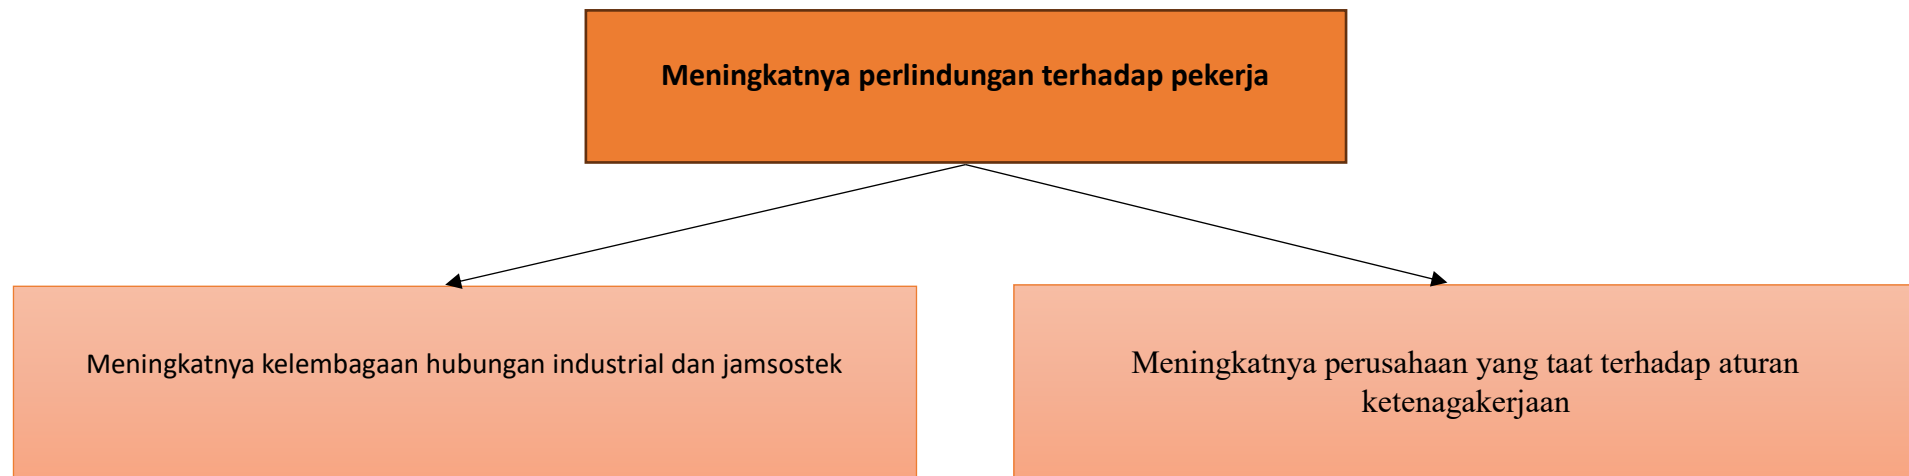 Meningkatnya perlindungan terhadap pekerja
Meningkatnya kelembagaan hubungan industrial dan jamsostek
Meningkatnya perusahaan yang taat terhadap aturan
ketenagakerjaan